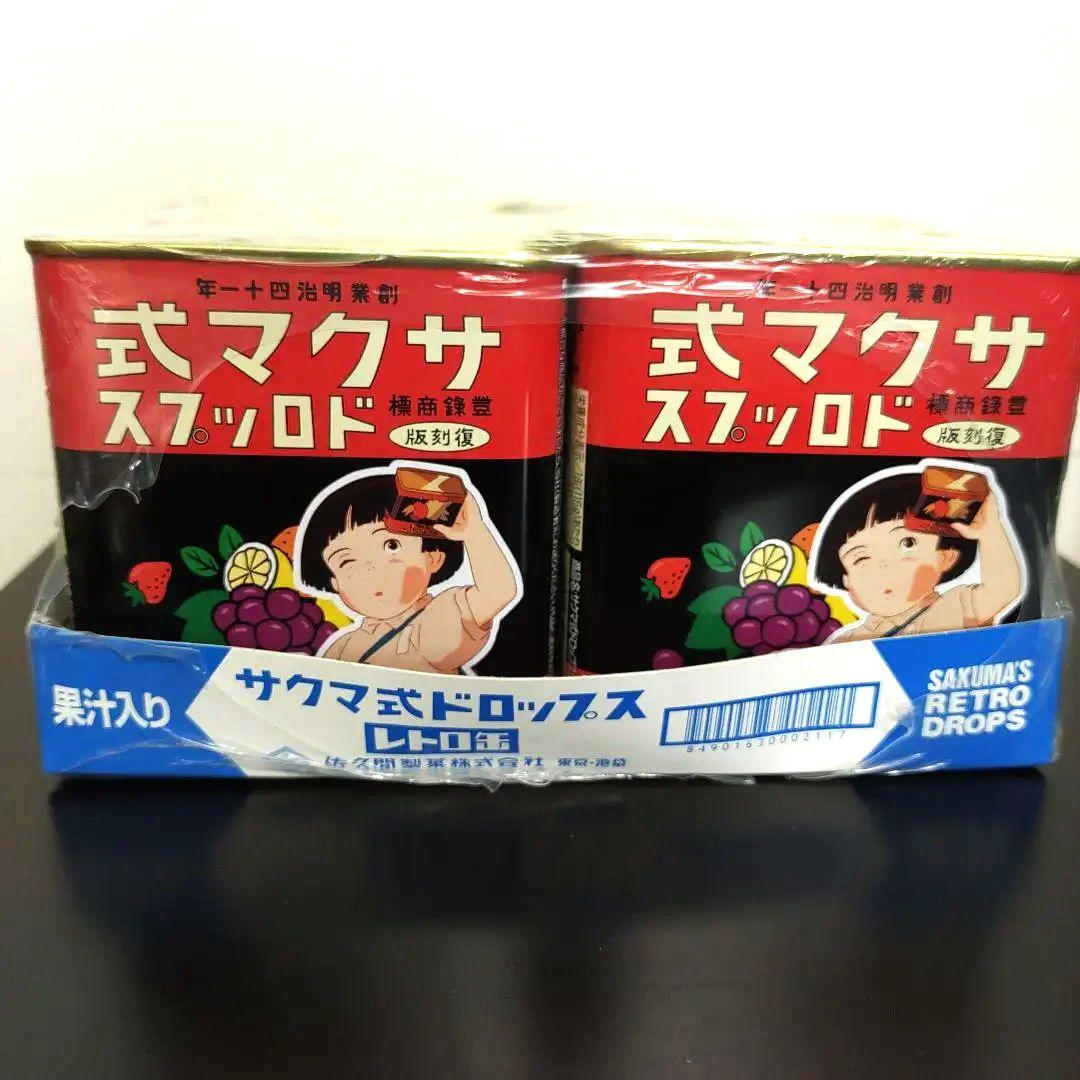 創業明治四十一年
サクマ式
登錄商標
ドロップス
復刻版
創業明治四十一年
サクマ式
登錄商標
ドロップス
復刻版
果汁入り
サクマ式ドロップス
レトロ缶
佐久間製菓株式会社 東京・池袋
84901630002117
SAKUMA'S
RETRO
DROPS